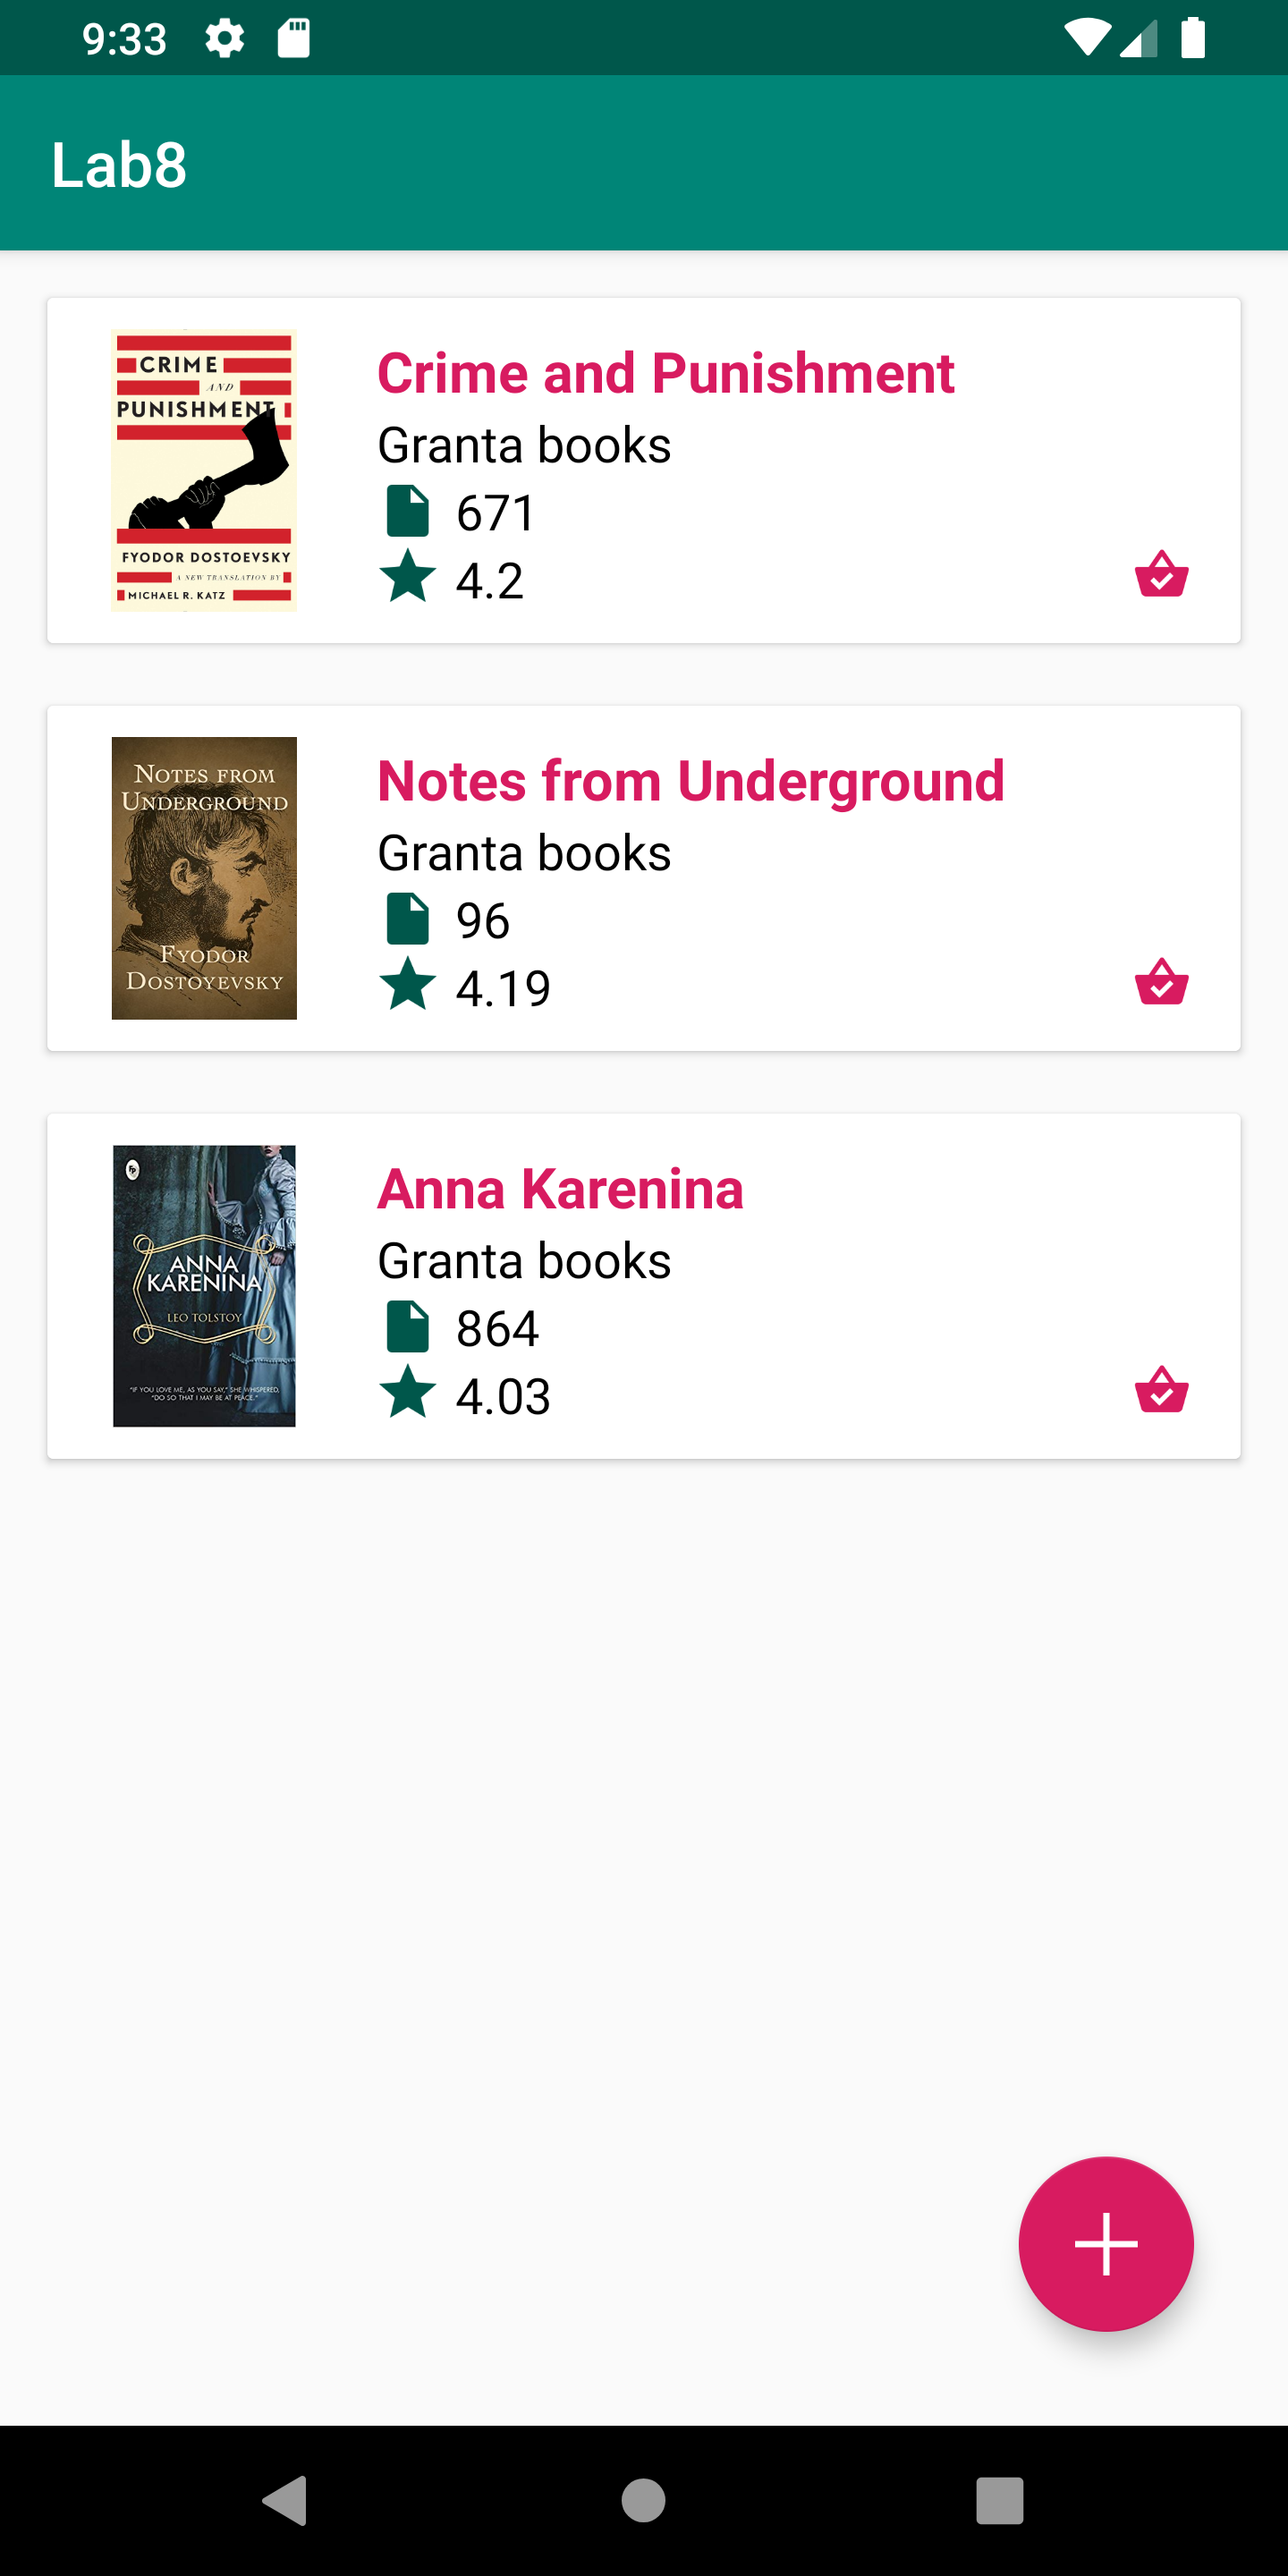 9:33
Lab8
CRIME
AND
PUNISHMENT
FYODOR DOSTOEVSKY
A NEW TRANSLATION BY
MICHAEL R. KATZ
Crime and Punishment
Granta books
671
4.2
NOTES FROM
UNDERGROUND
FYODOR
DOSTOYEVSKY
Notes from Underground
Granta books
96
4.19
FP
ANNA
KARENINA
LEO TOLSTOY
"IF YOU LOVE ME, AS YOU SAY," SHE WHISPERED,
"DO SO THAT I MAY BE AT PEACE."
Anna Karenina
Granta books
864
4.03